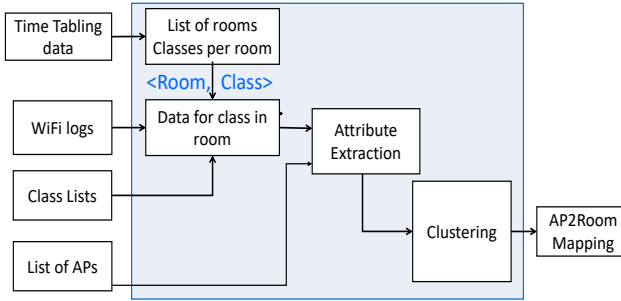 Time Tabling
data
List of rooms
Classes per room
<Room, Class>
WiFi logs
Data for class in
room
Attribute
Extraction
Class Lists
Clustering
AP2Room
Mapping
List of APs